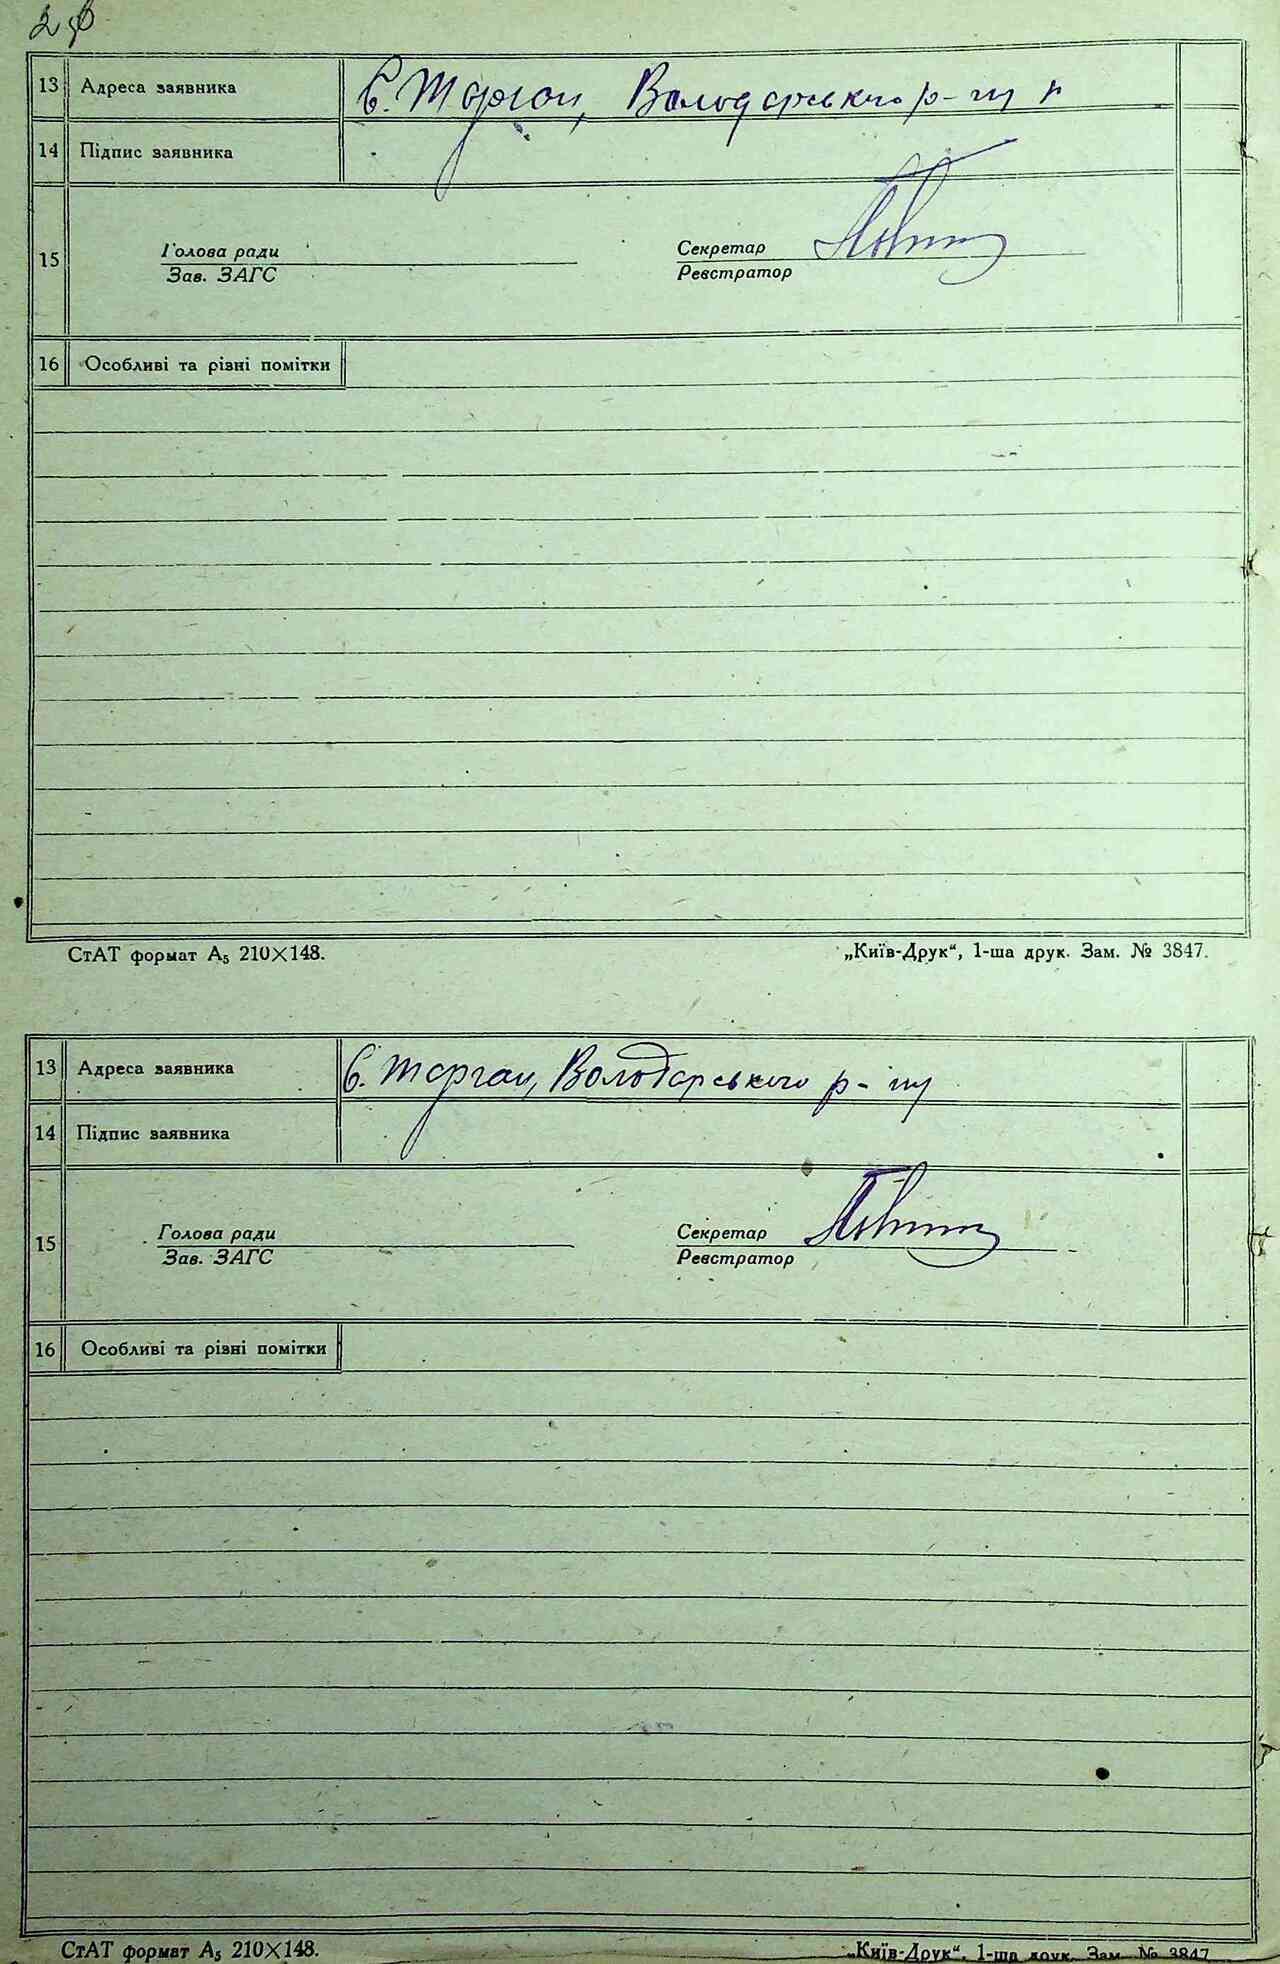 13 Адреса заявника с. Торган, Володарського р-ну
14 Підпис заявника
15 Голова ради Секретар
Зав. ЗАГС Реєстратор
16 Особливі та різні помітки
СтАТ формат А5 210×148. „Київ-Друк“, 1-ша друк. Зам. № 3847.
13 Адреса заявника с. Торган, Володарського р-ну
14 Підпис заявника
15 Голова ради Секретар
Зав. ЗАГС Реєстратор
16 Особливі та різні помітки
СтАТ формат А5 210×148. „Київ-Друк“, 1-ша друк. Зам. № 3847